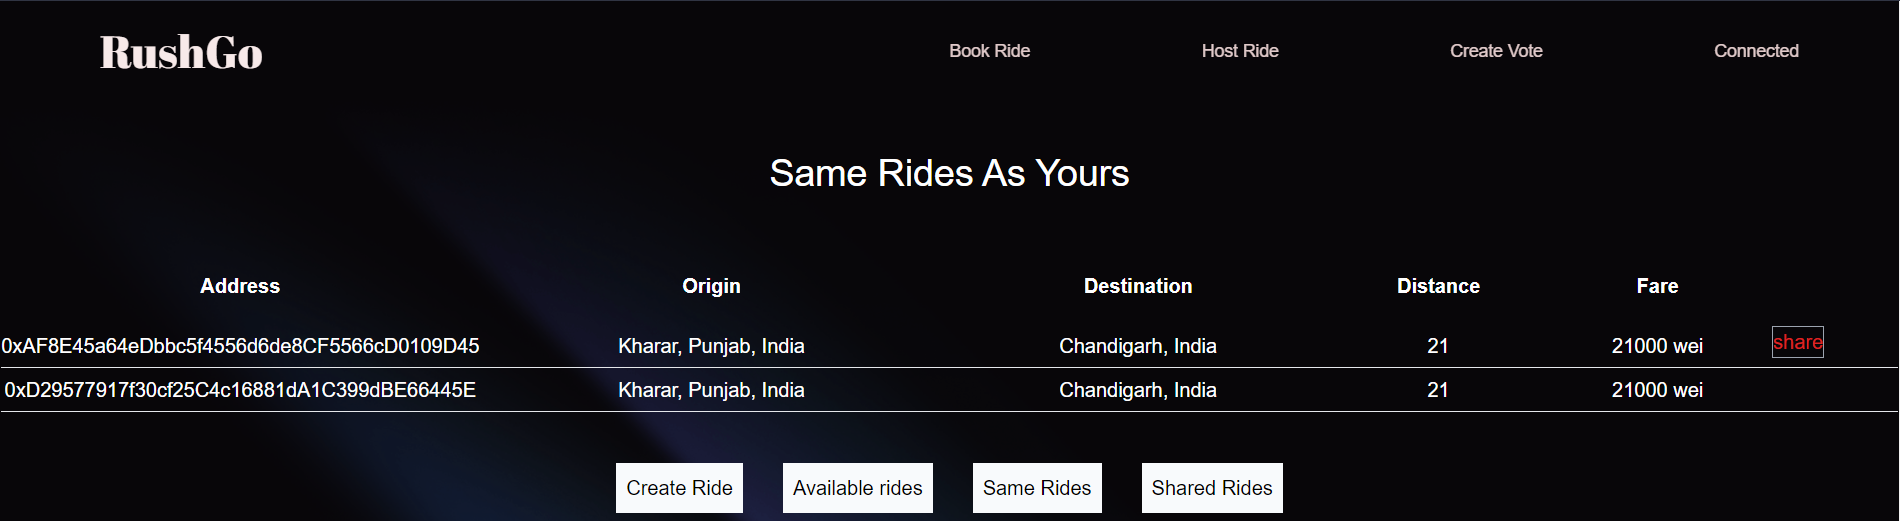 RushGo Book Ride Host Ride Create Vote Connected
Same Rides As Yours
Address Origin Destination Distance Fare
0xAF8E45a64eDbbc5f4556d6de8CF5566cD0109D45 Kharar, Punjab, India Chandigarh, India 21 21000 wei share
0xD29577917f30cf25C4c16881dA1C399dBE66445E Kharar, Punjab, India Chandigarh, India 21 21000 wei
Create Ride Available rides Same Rides Shared Rides